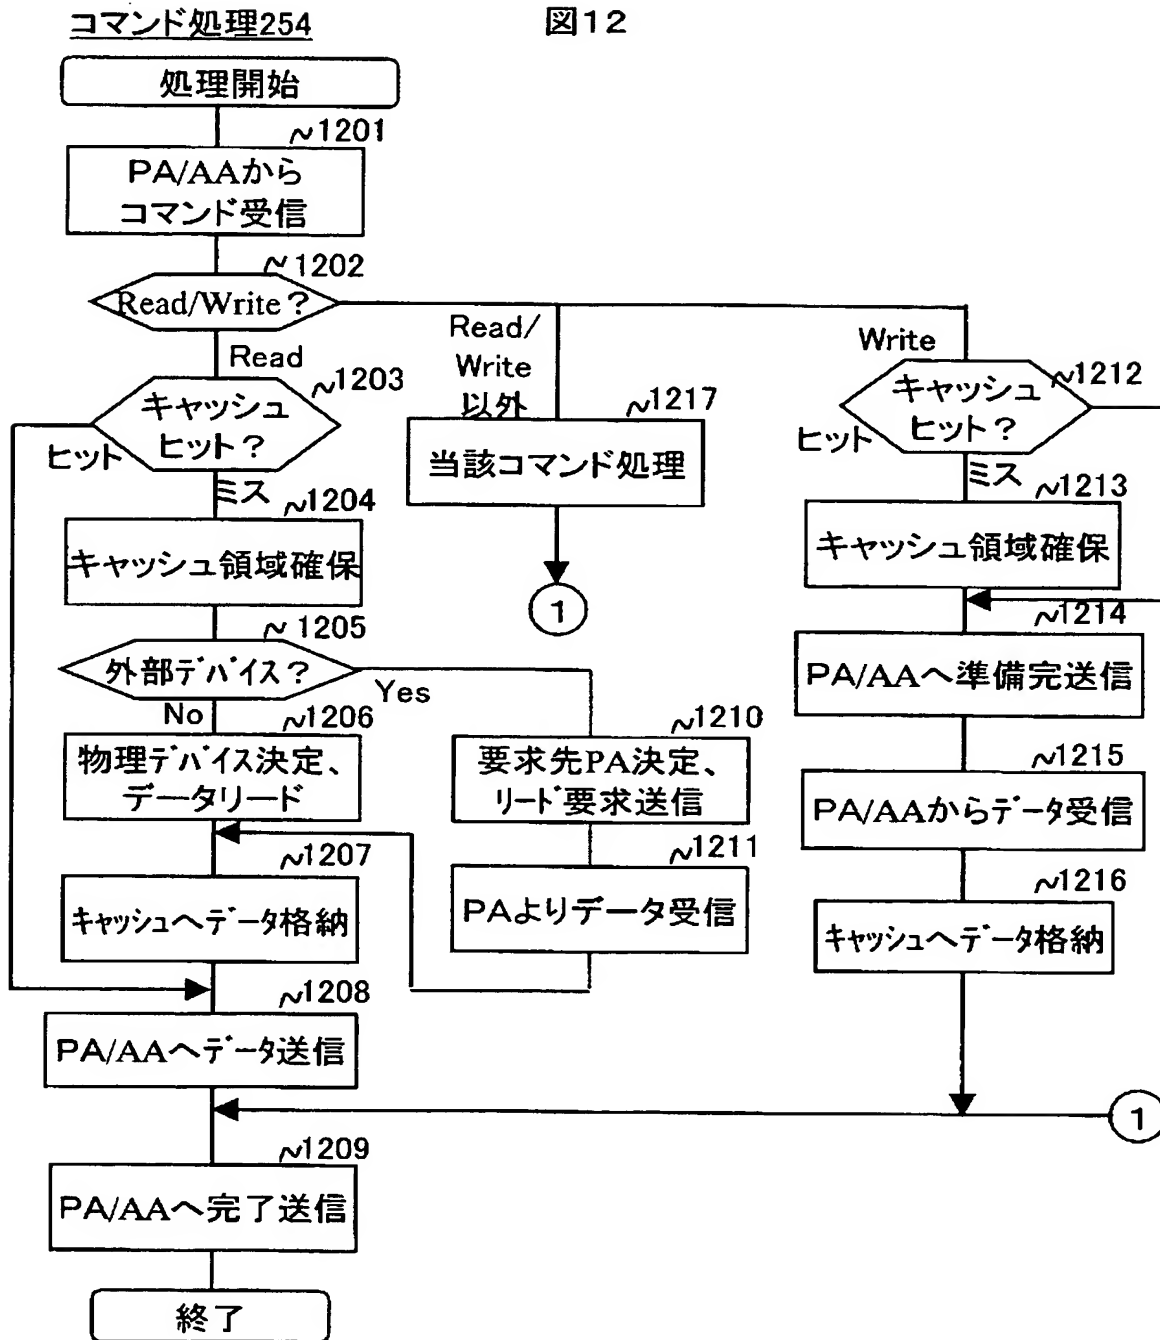 コマンド処理254
図12
処理開始
~1201
PA/AAから
コマンド受信
~1202
Read/Write?
Read
Read/
Write
以外
Write
~1203
キャッシュ
ヒット?
ヒット
ミス
~1217
当該コマンド処理
1
~1212
キャッシュ
ヒット?
ヒット
ミス
~1204
キャッシュ領域確保
~1213
キャッシュ領域確保
~1205
外部デバイス?
Yes
No
~1214
PA/AAへ準備完送信
~1206
物理デバイス決定、
データリード
~1210
要求先PA決定、
リード要求送信
~1215
PA/AAからデータ受信
~1207
キャッシュへデータ格納
~1211
PAよりデータ受信
~1216
キャッシュへデータ格納
~1208
PA/AAへデータ送信
1
~1209
PA/AAへ完了送信
終了